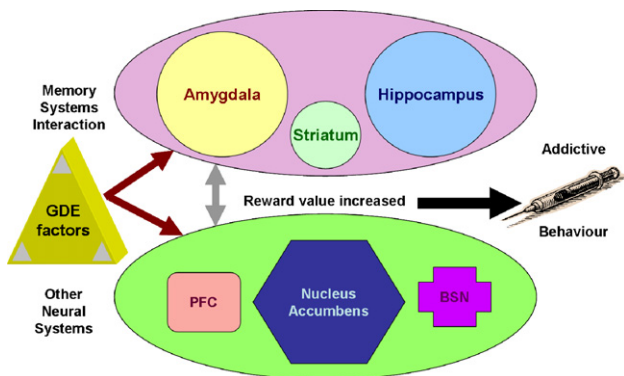 Memory
Systems
Interaction
Amygdala
Hippocampus
Striatum
GDE
factors
Reward value increased
Addictive
Behaviour
Other
Neural
Systems
PFC
Nucleus
Accumbens
BSN